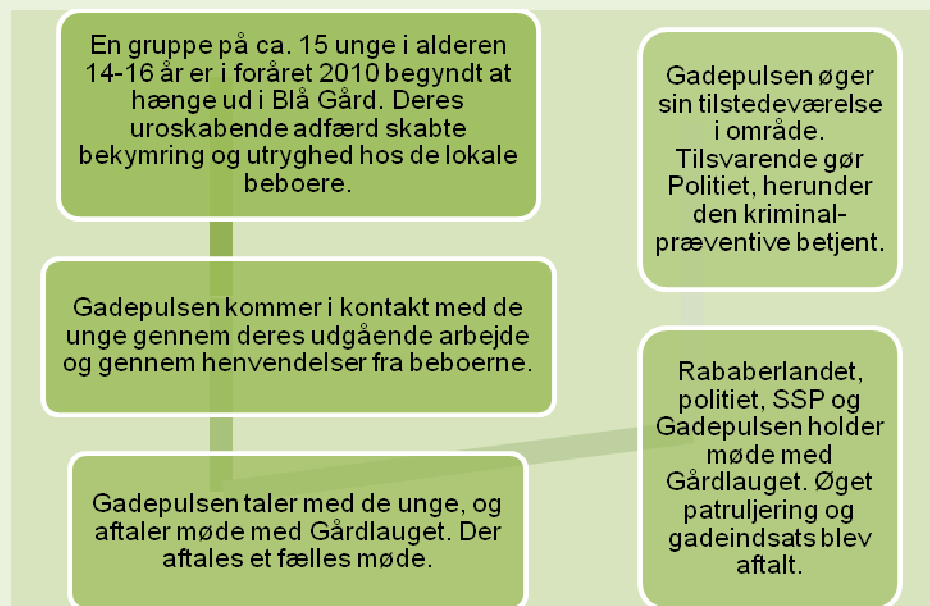 En gruppe på ca. 15 unge i alderen
14-16 år er i foråret 2010 begyndt at
hænge ud i Blå Gård. Deres
uroskabende adfærd skabte
bekymring og utryghed hos de lokale
beboere.
Gadepulsen kommer i kontakt med de
unge gennem deres udgående arbejde
og gennem henvendelser fra beboerne.
Gadepulsen taler med de unge, og
aftaler møde med Gårdlauget. Der
aftales et fælles møde.
Rababerlandet,
politiet, SSP og
Gadepulsen holder
møde med
Gårdlauget. Øget
patruljering og
gadeindsats blev
aftalt.
Gadepulsen øger
sin tilstedeværelse
i område.
Tilsvarende gør
Politiet, herunder
den kriminal-
præventive betjent.